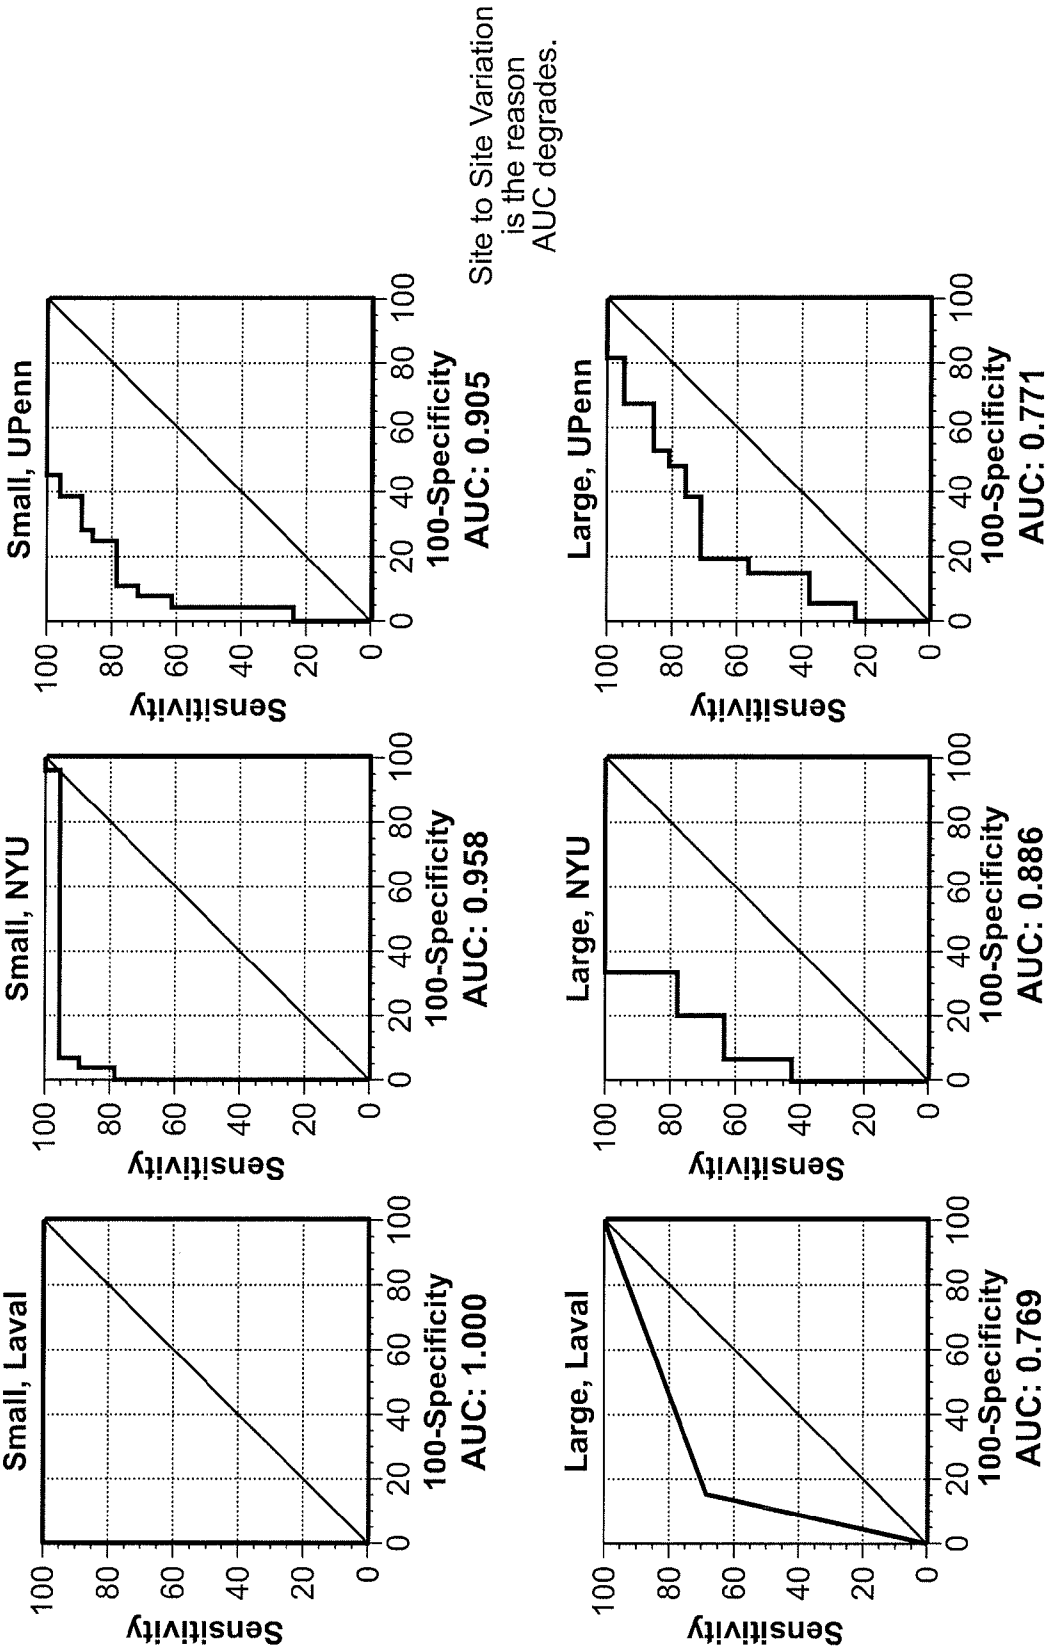 Small, Laval
Sensitivity
100
80
60
40
20
0
0 20 40 60 80 100
100-Specificity
AUC: 1.000
Small, NYU
Sensitivity
100
80
60
40
20
0
0 20 40 60 80 100
100-Specificity
AUC: 0.958
Small, UPenn
Sensitivity
100
80
60
40
20
0
0 20 40 60 80 100
100-Specificity
AUC: 0.905
Site to Site Variation
is the reason
AUC degrades.
Large, Laval
Sensitivity
100
80
60
40
20
0
0 20 40 60 80 100
100-Specificity
AUC: 0.769
Large, NYU
Sensitivity
100
80
60
40
20
0
0 20 40 60 80 100
100-Specificity
AUC: 0.886
Large, UPenn
Sensitivity
100
80
60
40
20
0
0 20 40 60 80 100
100-Specificity
AUC: 0.771